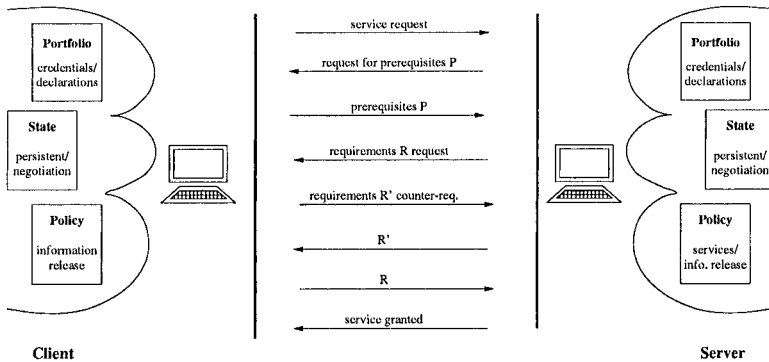 Portfolio
credentials/
declarations
State
persistent/
negotiation
Policy
information
release
Client
service request
request for prerequisites P
prerequisites P
requirements R request
requirements R' counter-req.
R'
R
service granted
Portfolio
credentials/
declarations
State
persistent/
negotiation
Policy
services/
info. release
Server